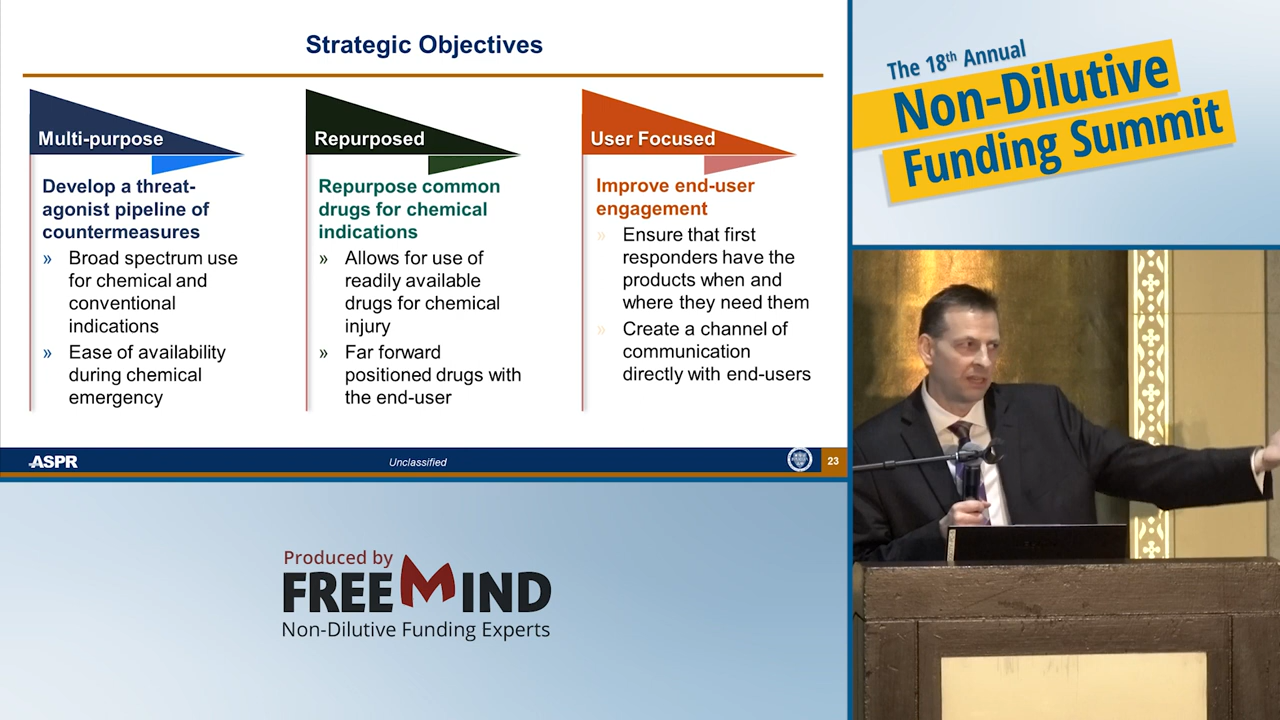 Strategic Objectives
Multi-purpose
Develop a threat-
agonist pipeline of
countermeasures
» Broad spectrum use
for chemical and
conventional
indications
» Ease of availability
during chemical
emergency
Repurposed
Repurpose common
drugs for chemical
indications
» Allows for use of
readily available
drugs for chemical
injury
» Far forward
positioned drugs with
the end-user
User Focused
Improve end-user
engagement
» Ensure that first
responders have the
products when and
where they need them
» Create a channel of
communication
directly with end-users
ASPR
Unclassified
23
The 18th Annual
Non-Dilutive
Funding Summit
Produced by
FREEMIND
Non-Dilutive Funding Experts